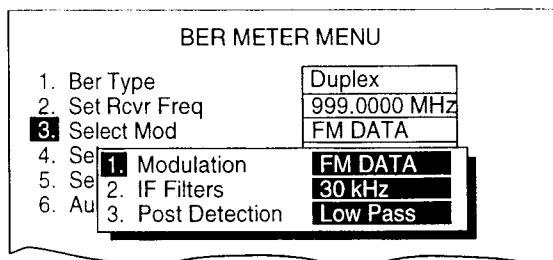 BER METER MENU
1. Ber Type Duplex
2. Set Rcvr Freq 999.0000 MHz
3. Select Mod FM DATA
4. Se
5. Se
6. Au
1. Modulation FM DATA
2. IF Filters 30 kHz
3. Post Detection Low Pass